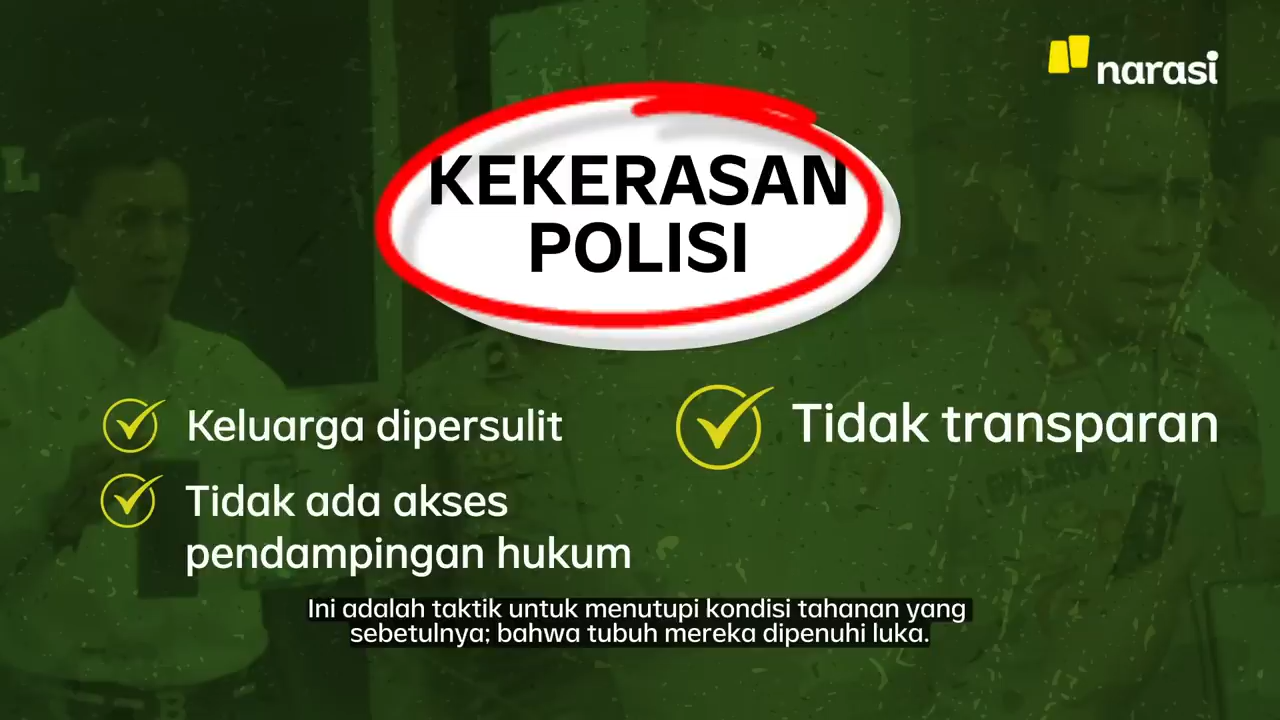 narasi
KEKERASAN
POLISI
Keluarga dipersulit
Tidak ada akses
pendampingan hukum
Tidak transparan
Ini adalah taktik untuk menutupi kondisi tahanan yang
sebetulnya; bahwa tubuh mereka dipenuhi luka.